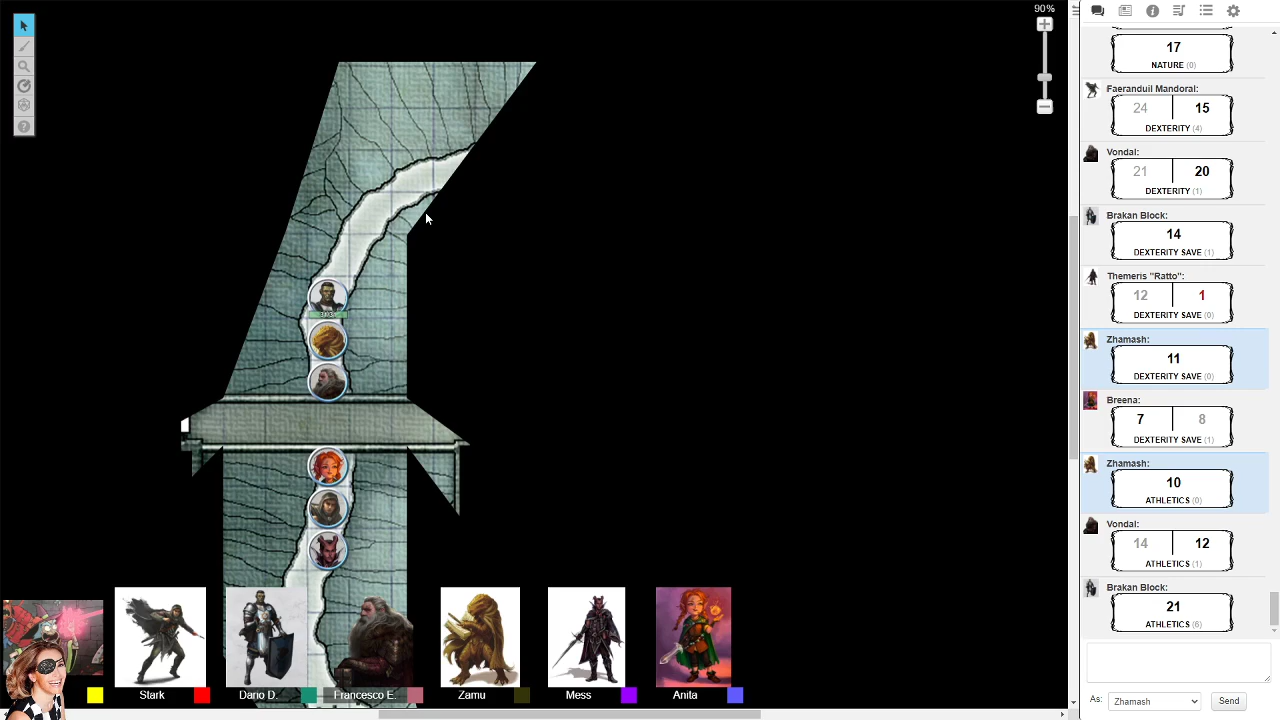 90%
17
NATURE (0)
Faeranduil Mandoral:
24 15
DEXTERITY (4)
Vondal:
21 20
DEXTERITY (1)
Brakan Block:
14
DEXTERITY SAVE (1)
Themeris "Ratto":
12 1
DEXTERITY SAVE (0)
Zhamash:
11
DEXTERITY SAVE (0)
Breena:
7 8
DEXTERITY SAVE (1)
Zhamash:
10
ATHLETICS (0)
Vondal:
14 12
ATHLETICS (1)
Brakan Block:
21
ATHLETICS (6)
Stark
Dario D.
Francesco E.
Zamu
Mess
Anita
As:
Zhamash
Send